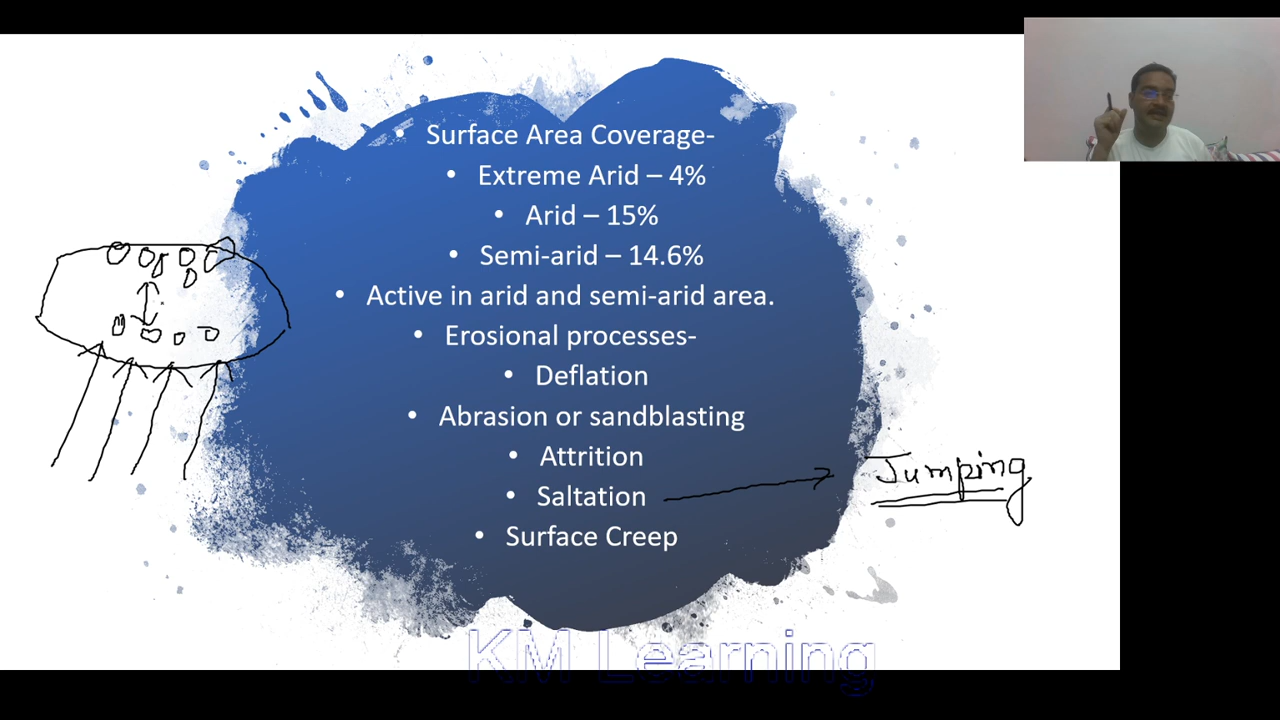 • Surface Area Coverage-
• Extreme Arid – 4%
• Arid – 15%
• Semi-arid – 14.6%
• Active in arid and semi-arid area.
• Erosional processes-
• Deflation
• Abrasion or sandblasting
• Attrition
• Saltation
Jumping
• Surface Creep
KM Learning